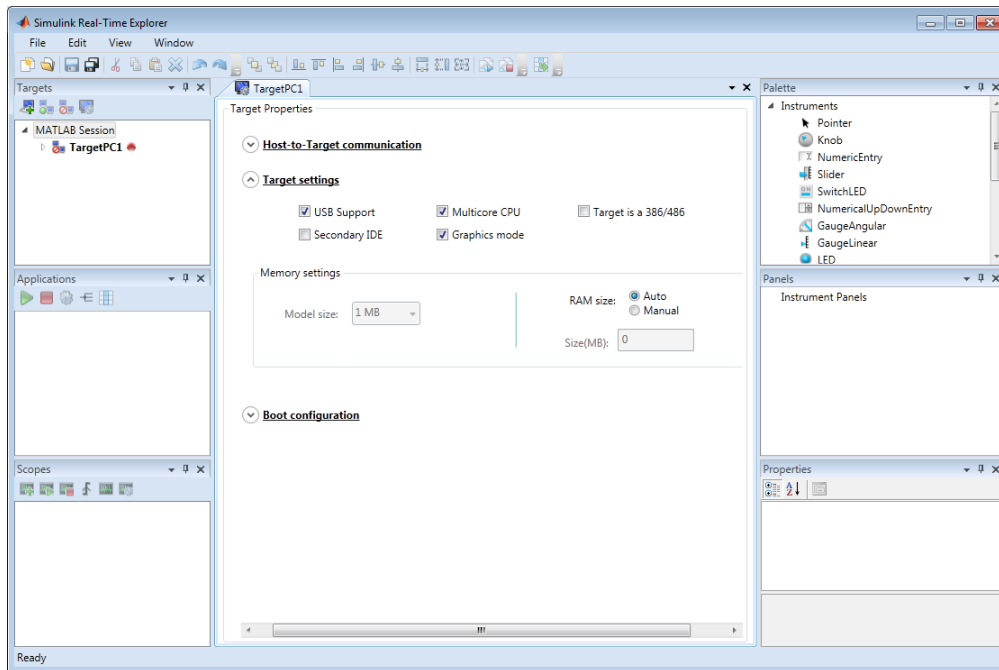 Simulink Real-Time Explorer
File Edit View Window
Targets
MATLAB Session
TargetPC1
Applications
Scopes
TargetPC1
Target Properties
Host-to-Target communication
Target settings
USB Support
Multicore CPU
Target is a 386/486
Secondary IDE
Graphics mode
Memory settings
Model size: 1 MB
RAM size: Auto
Manual
Size(MB): 0
Boot configuration
Palette
Instruments
Pointer
Knob
NumericEntry
Slider
SwitchLED
NumericalUpDownEntry
GaugeAngular
GaugeLinear
LED
Panels
Instrument Panels
Properties
Ready